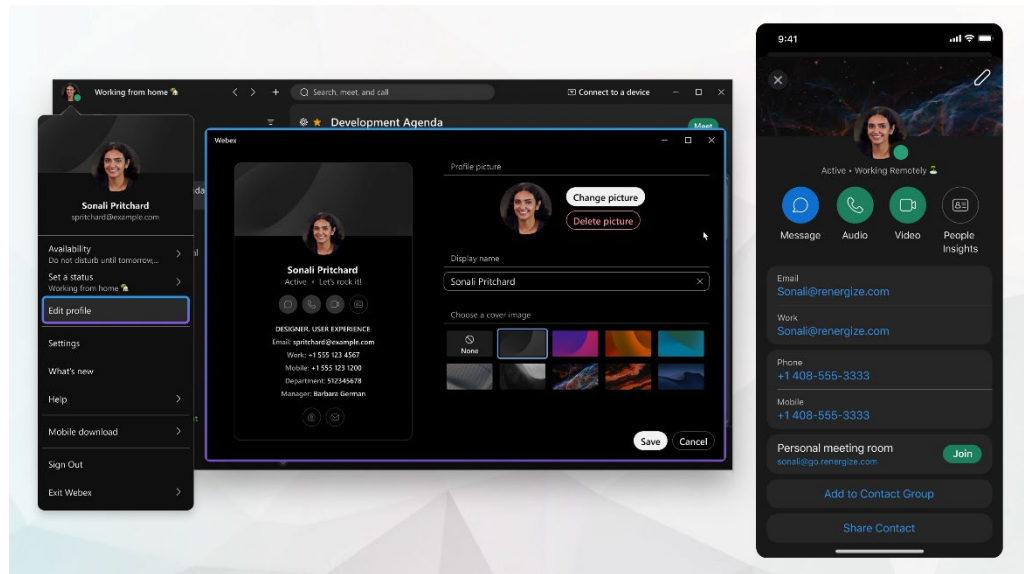 Working from home
Search, meet, and call
Connect to a device
Development Agenda
Meet
Sonali Pritchard
spritchard@example.com
Availability
Do not disturb until tomorrow,...
Set a status
Working from home
Edit profile
Settings
What's new
Help
Mobile download
Sign Out
Exit Webex
Webex
Sonali Pritchard
Active • Let's rock it!
DESIGNER. USER EXPERIENCE
Email: spritchard@example.com
Work: +1 555 123 4567
Mobile: +1 555 123 1200
Department: 512345678
Manager: Barbara German
Profile picture
Change picture
Delete picture
Display name
Sonali Pritchard
Choose a cover image
None
Save
Cancel
9:41
Active • Working Remotely
Message
Audio
Video
People
Insights
Email
Sonali@renergize.com
Work
Sonali@renergize.com
Phone
+1 408-555-3333
Mobile
+1 408-555-3333
Personal meeting room
sonali@go.renergize.com
Join
Add to Contact Group
Share Contact